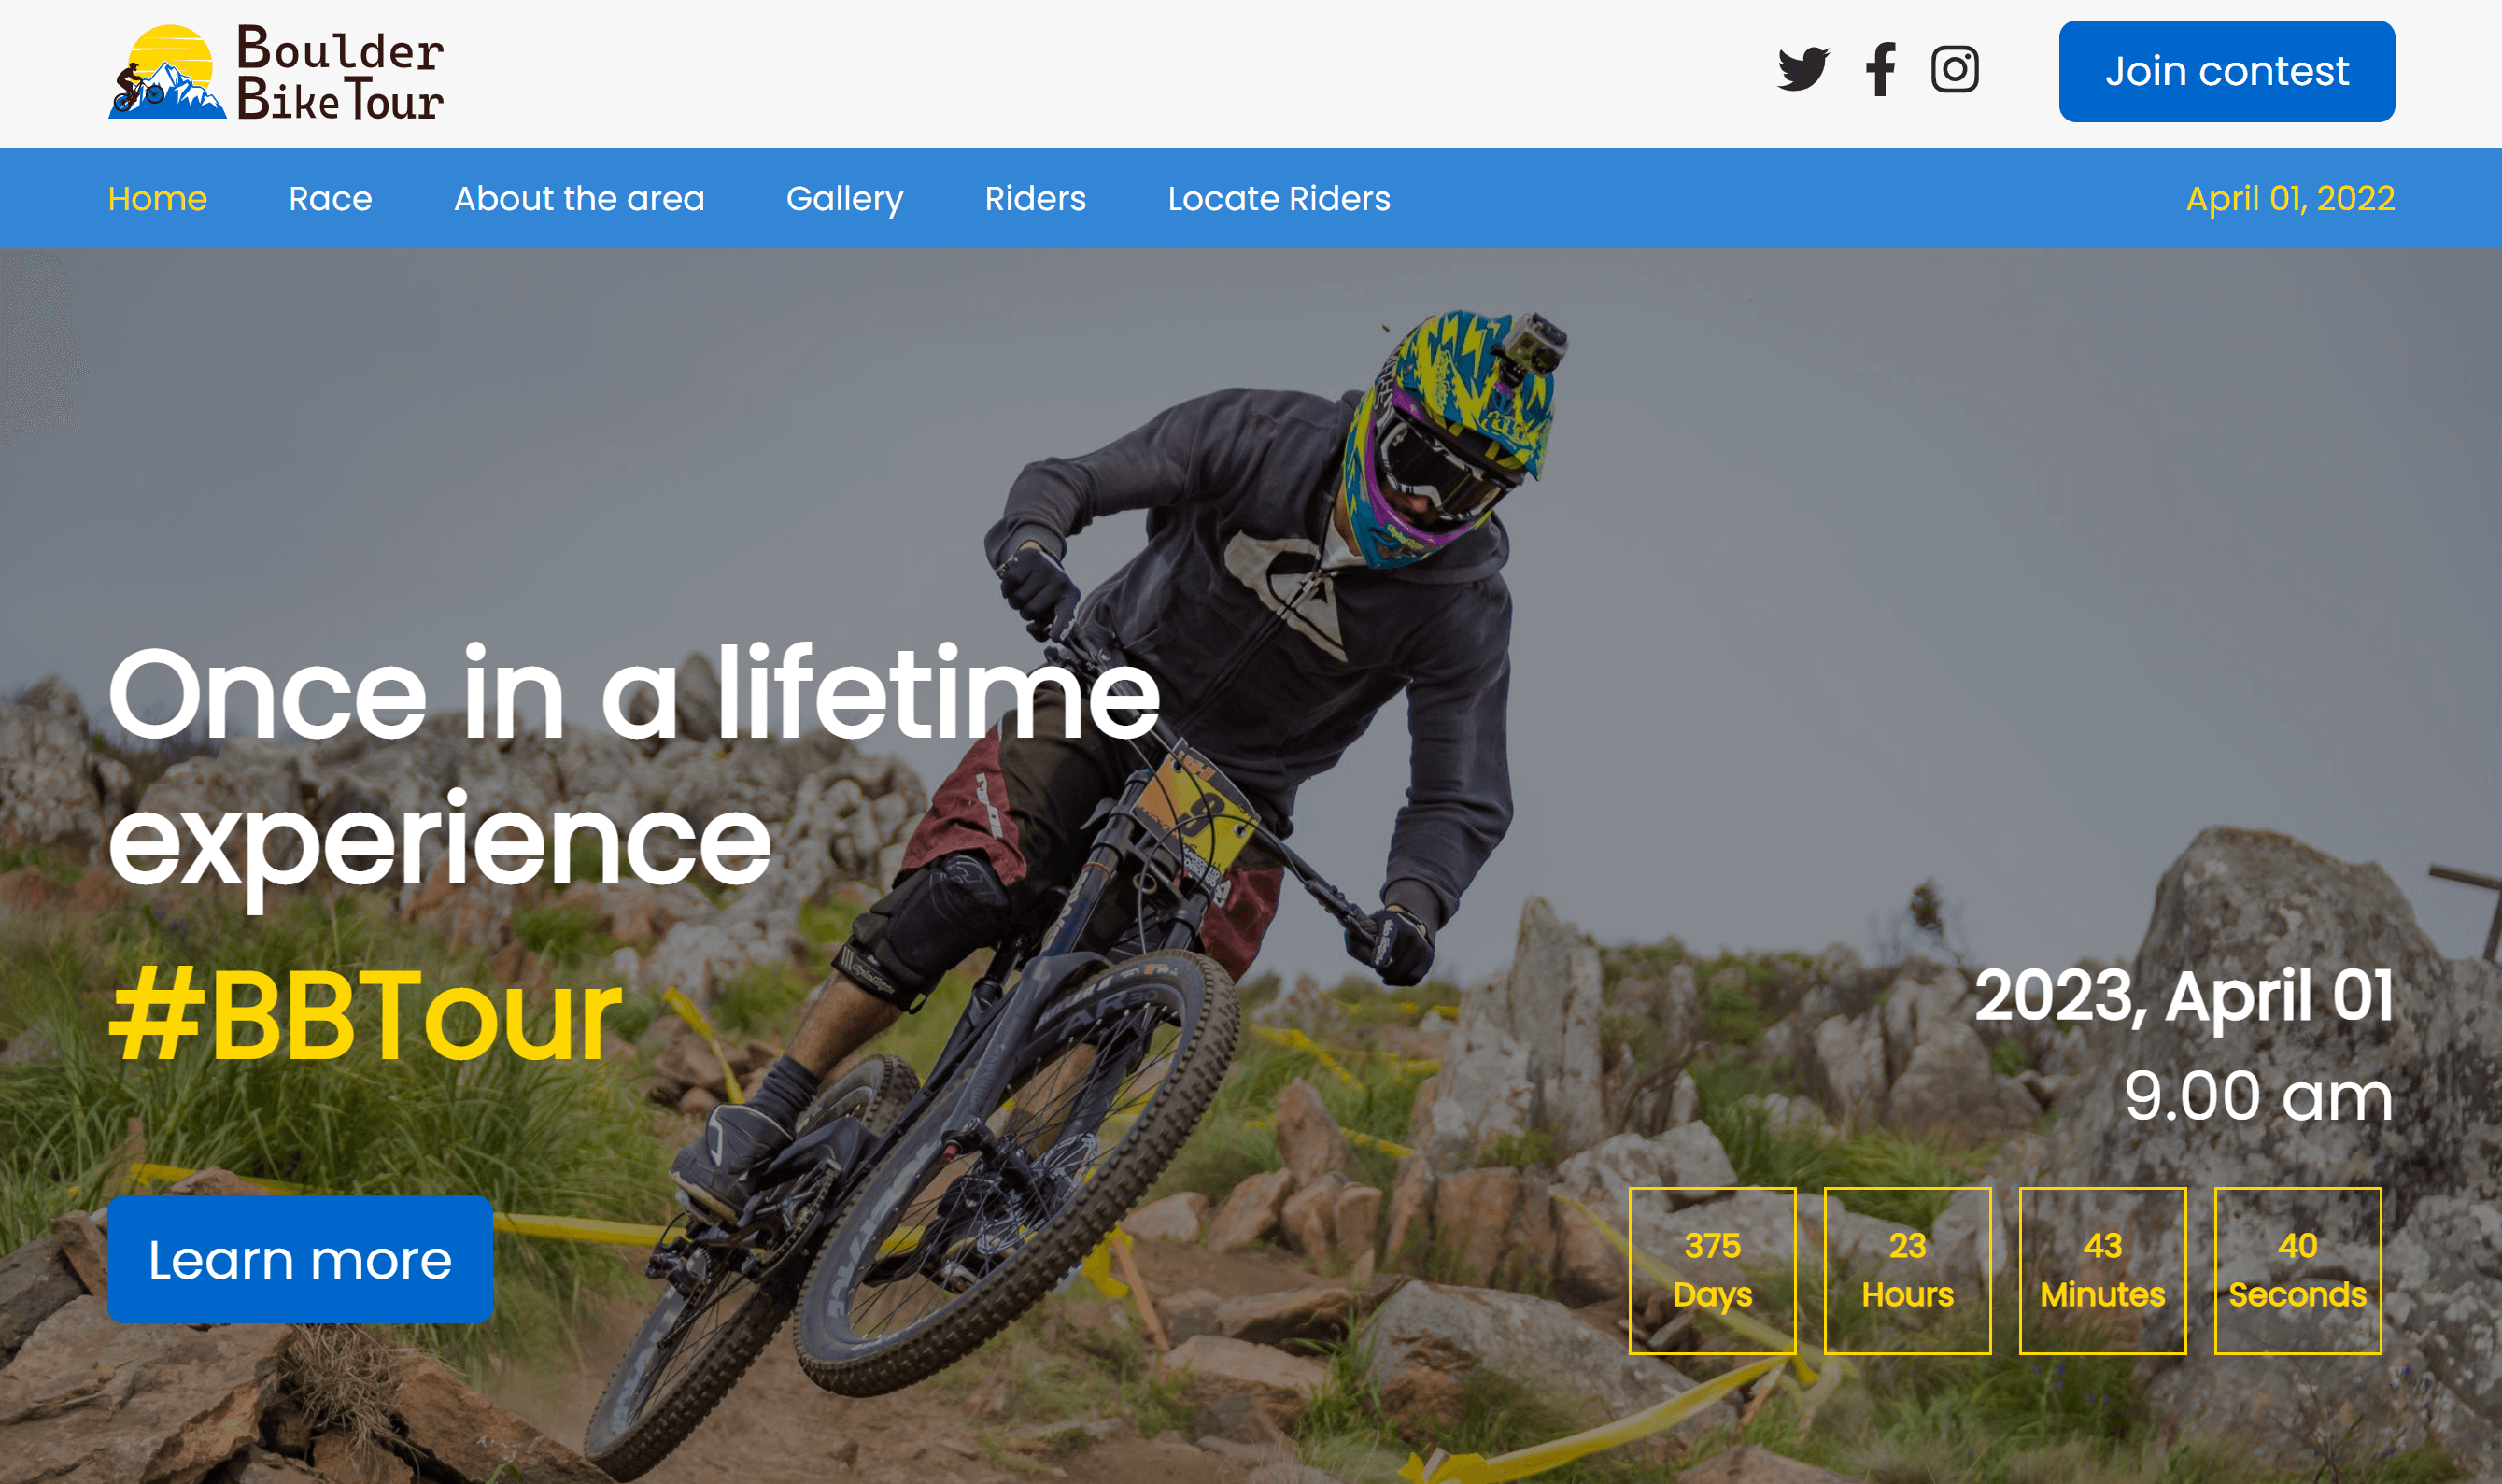 Boulder
Bike Tour
Join contest
Home Race About the area Gallery Riders Locate Riders April 01, 2022
Once in a lifetime
experience
#BBTour
2023, April 01
9.00 am
Learn more
375 23 43 40
Days Hours Minutes Seconds